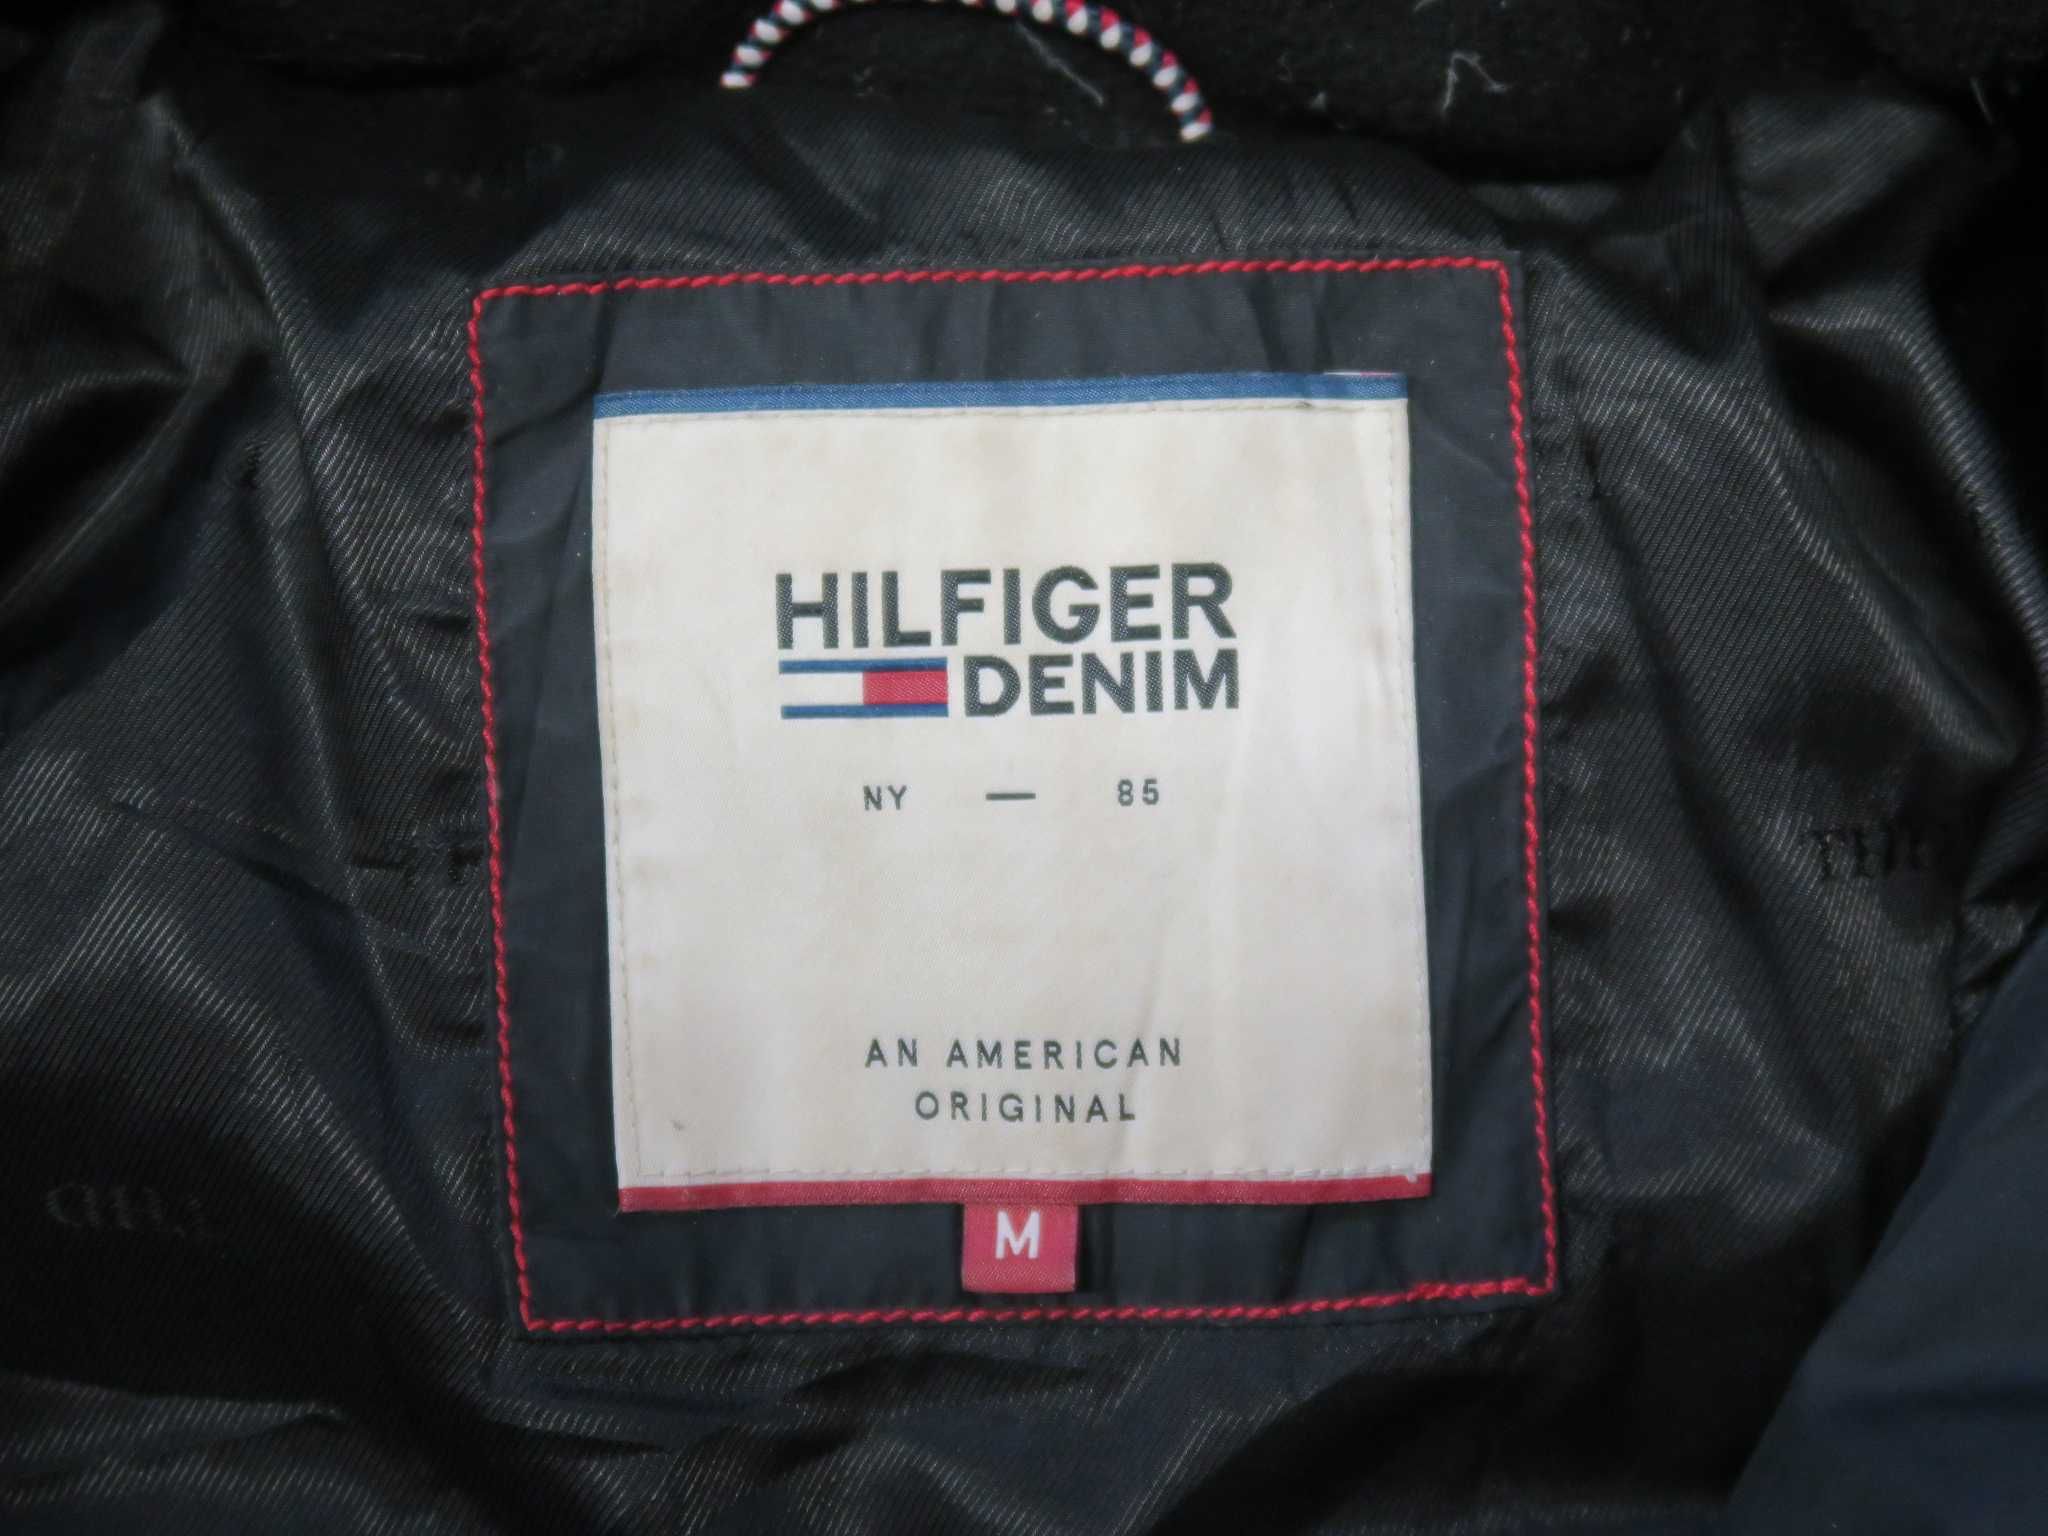 HILFIGER
DENIM
NY — 85
AN AMERICAN
ORIGINAL
M